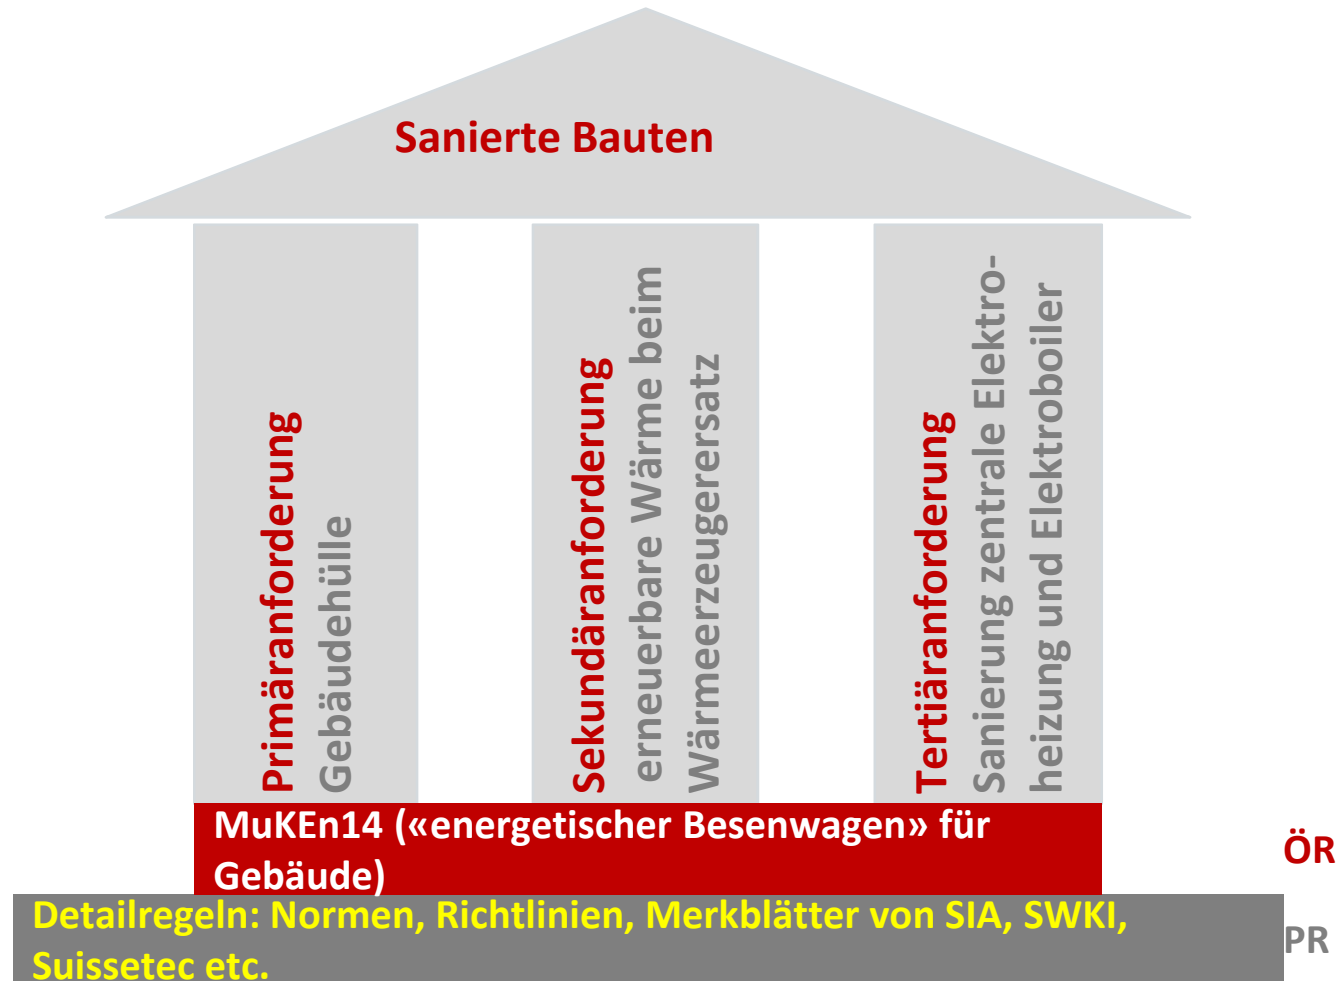 Sanierte Bauten
Primäranforderung
Gebäudehülle
Sekundäranforderung
erneuerbare Wärme beim
Wärmeerzeugerersatz
Tertiäranforderung
Sanierung zentrale Elektro-
heizung und Elektroboiler
MuKEn14 («energetischer Besenwagen» für
Gebäude)
ÖR
Detailregeln: Normen, Richtlinien, Merkblätter von SIA, SWKI,
Suissetec etc.
PR